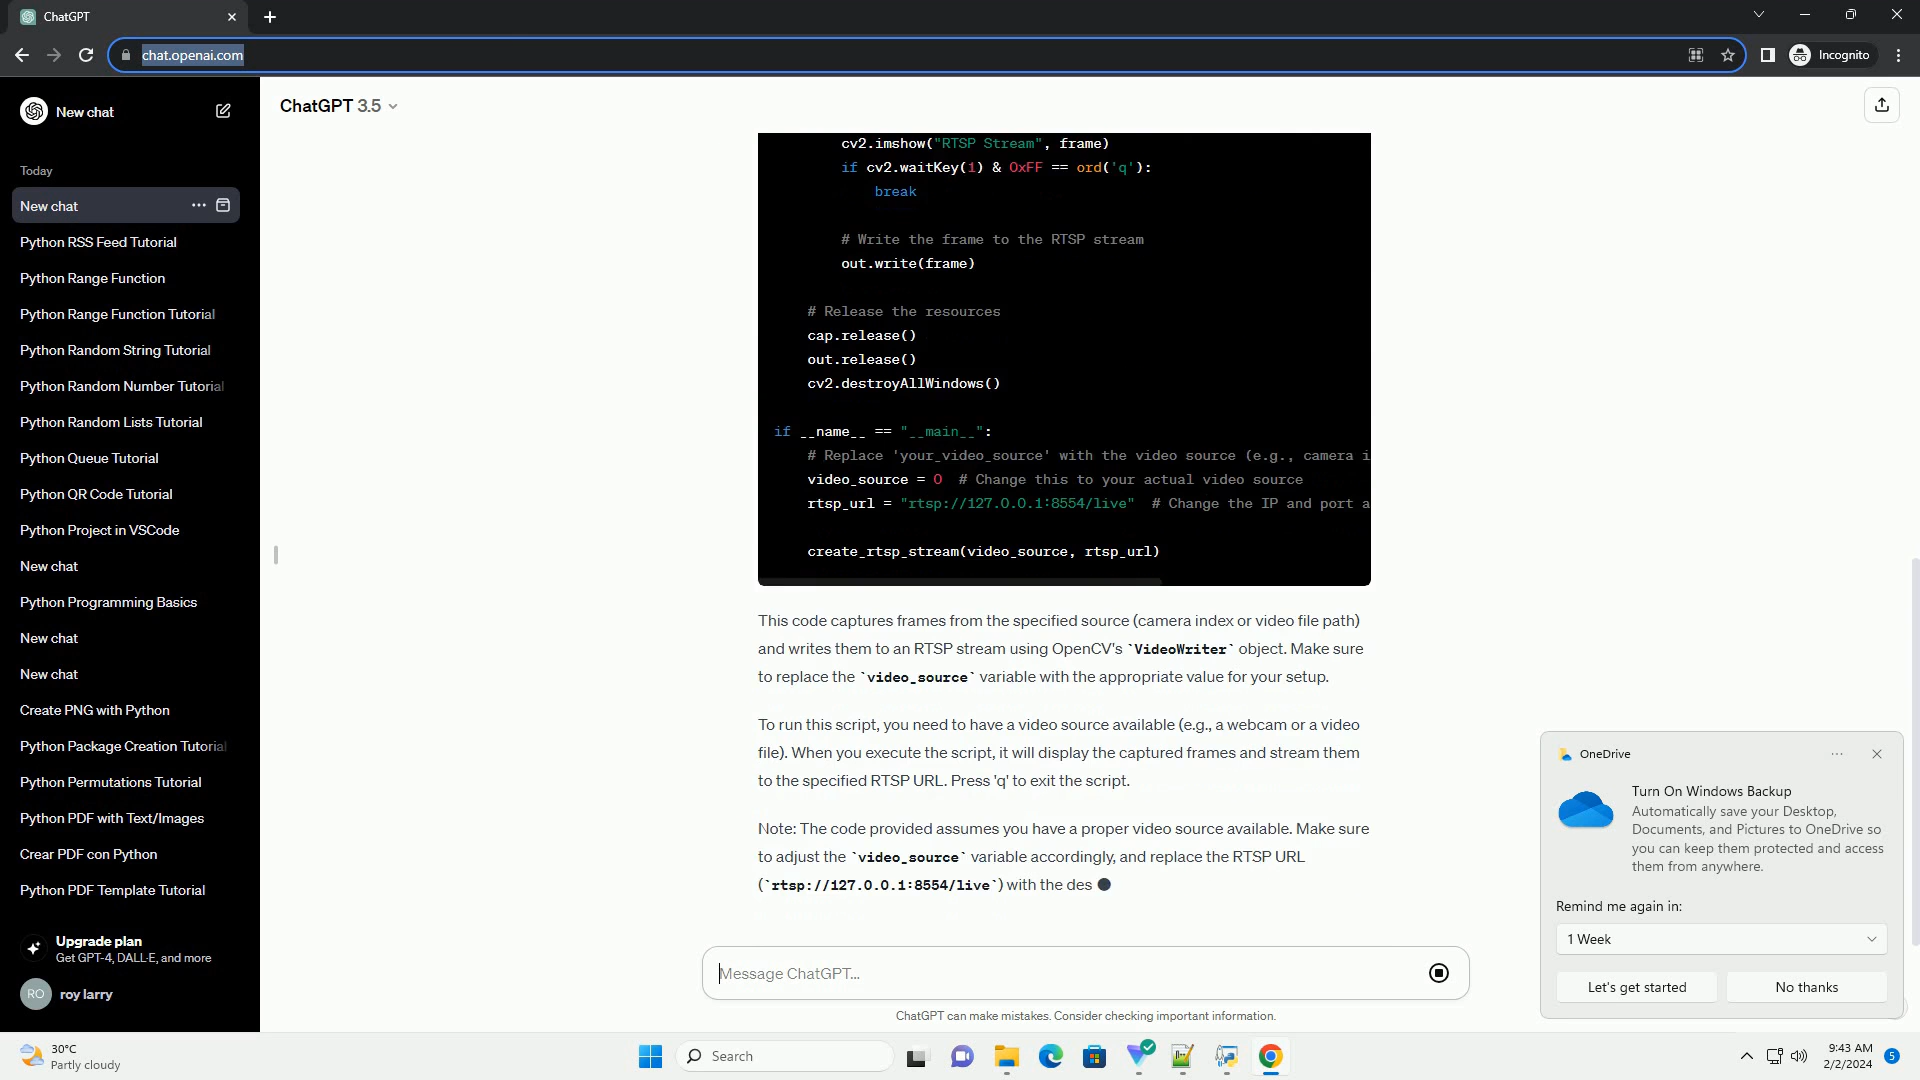 ChatGPT
chat.openai.com
Incognito
New chat
Today
New chat
Python RSS Feed Tutorial
Python Range Function
Python Range Function Tutorial
Python Random String Tutorial
Python Random Number Tutorial
Python Random Lists Tutorial
Python Queue Tutorial
Python QR Code Tutorial
Python Project in VSCode
New chat
Python Programming Basics
New chat
New chat
Create PNG with Python
Python Package Creation Tutorial
Python Permutations Tutorial
Python PDF with Text/Images
Crear PDF con Python
Python PDF Template Tutorial
Upgrade plan
Get GPT-4, DALL·E, and more
RO
roy larry
ChatGPT 3.5
cv2.imshow("RTSP Stream", frame)
if cv2.waitKey(1) & 0xFF == ord('q'):
break
# Write the frame to the RTSP stream
out.write(frame)
# Release the resources
cap.release()
out.release()
cv2.destroyAllWindows()
if __name__ == "__main__":
# Replace 'your_video_source' with the video source (e.g., camera i
video_source = 0 # Change this to your actual video source
rtsp_url = "rtsp://127.0.0.1:8554/live" # Change the IP and port a
create_rtsp_stream(video_source, rtsp_url)
This code captures frames from the specified source (camera index or video file path)
and writes them to an RTSP stream using OpenCV's `VideoWriter` object. Make sure
to replace the `video_source` variable with the appropriate value for your setup.
To run this script, you need to have a video source available (e.g., a webcam or a video
file). When you execute the script, it will display the captured frames and stream them
to the specified RTSP URL. Press 'q' to exit the script.
Note: The code provided assumes you have a proper video source available. Make sure
to adjust the `video_source` variable accordingly, and replace the RTSP URL
(`rtsp://127.0.0.1:8554/live`) with the des
Message ChatGPT...
ChatGPT can make mistakes. Consider checking important information.
OneDrive
Turn On Windows Backup
Automatically save your Desktop,
Documents, and Pictures to OneDrive so
you can keep them protected and access
them from anywhere.
Remind me again in:
1 Week
Let's get started
No thanks
30°C
Partly cloudy
Search
9:43 AM
2/2/2024
5